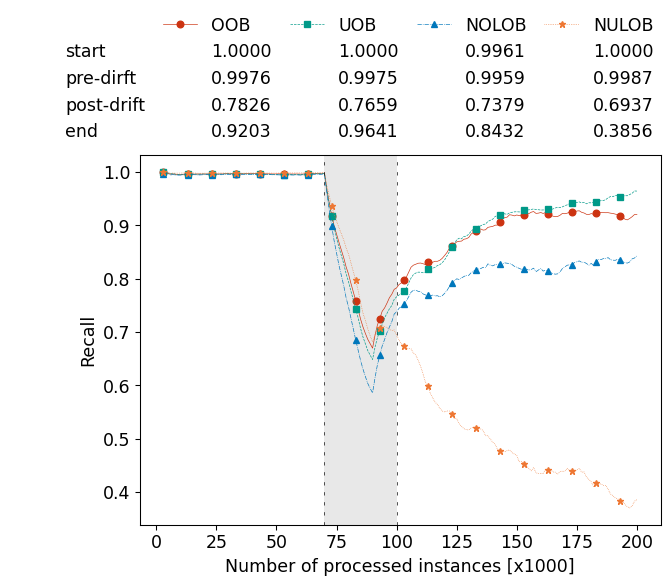 OOB UOB NOLOB NULOB
start 1.0000 1.0000 0.9961 1.0000
pre-dirft 0.9976 0.9975 0.9959 0.9987
post-drift 0.7826 0.7659 0.7379 0.6937
end 0.9203 0.9641 0.8432 0.3856
1.0
0.9
0.8
0.7
0.6
0.5
0.4
Recall
0 25 50 75 100 125 150 175 200
Number of processed instances [x1000]